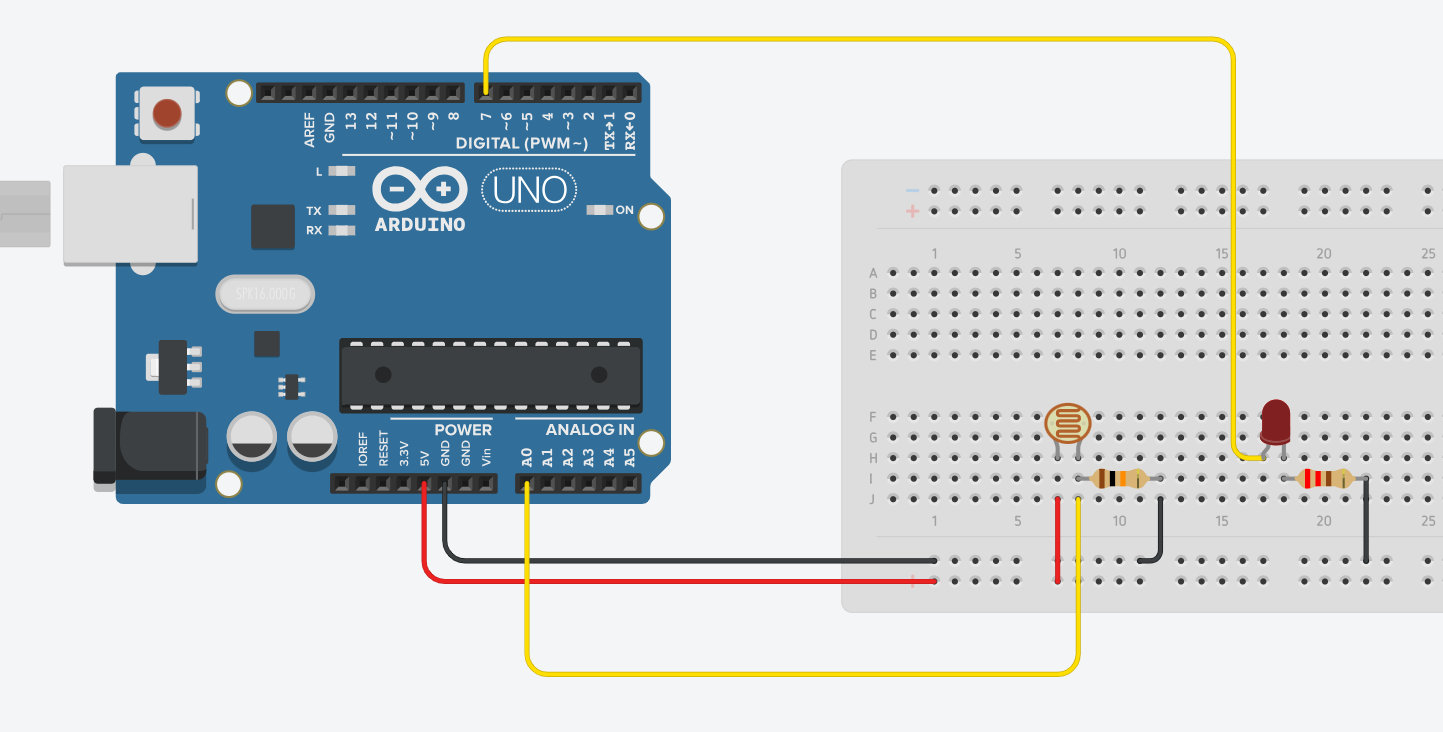 AREF
GND
13
12
~11
~10
~9
8
7
~6
~5
4
~3
2
TX→1
RX←0
DIGITAL (PWM~)
L
TX
RX
UNO
ARDUINO
ON
SPK16.000G
POWER
ANALOG IN
IOREF
RESET
3.3V
5V
GND
GND
Vin
A0
A1
A2
A3
A4
A5
1 5 10 15 20 25
A
B
C
D
E
F
G
H
I
J
1 5 10 15 20 25